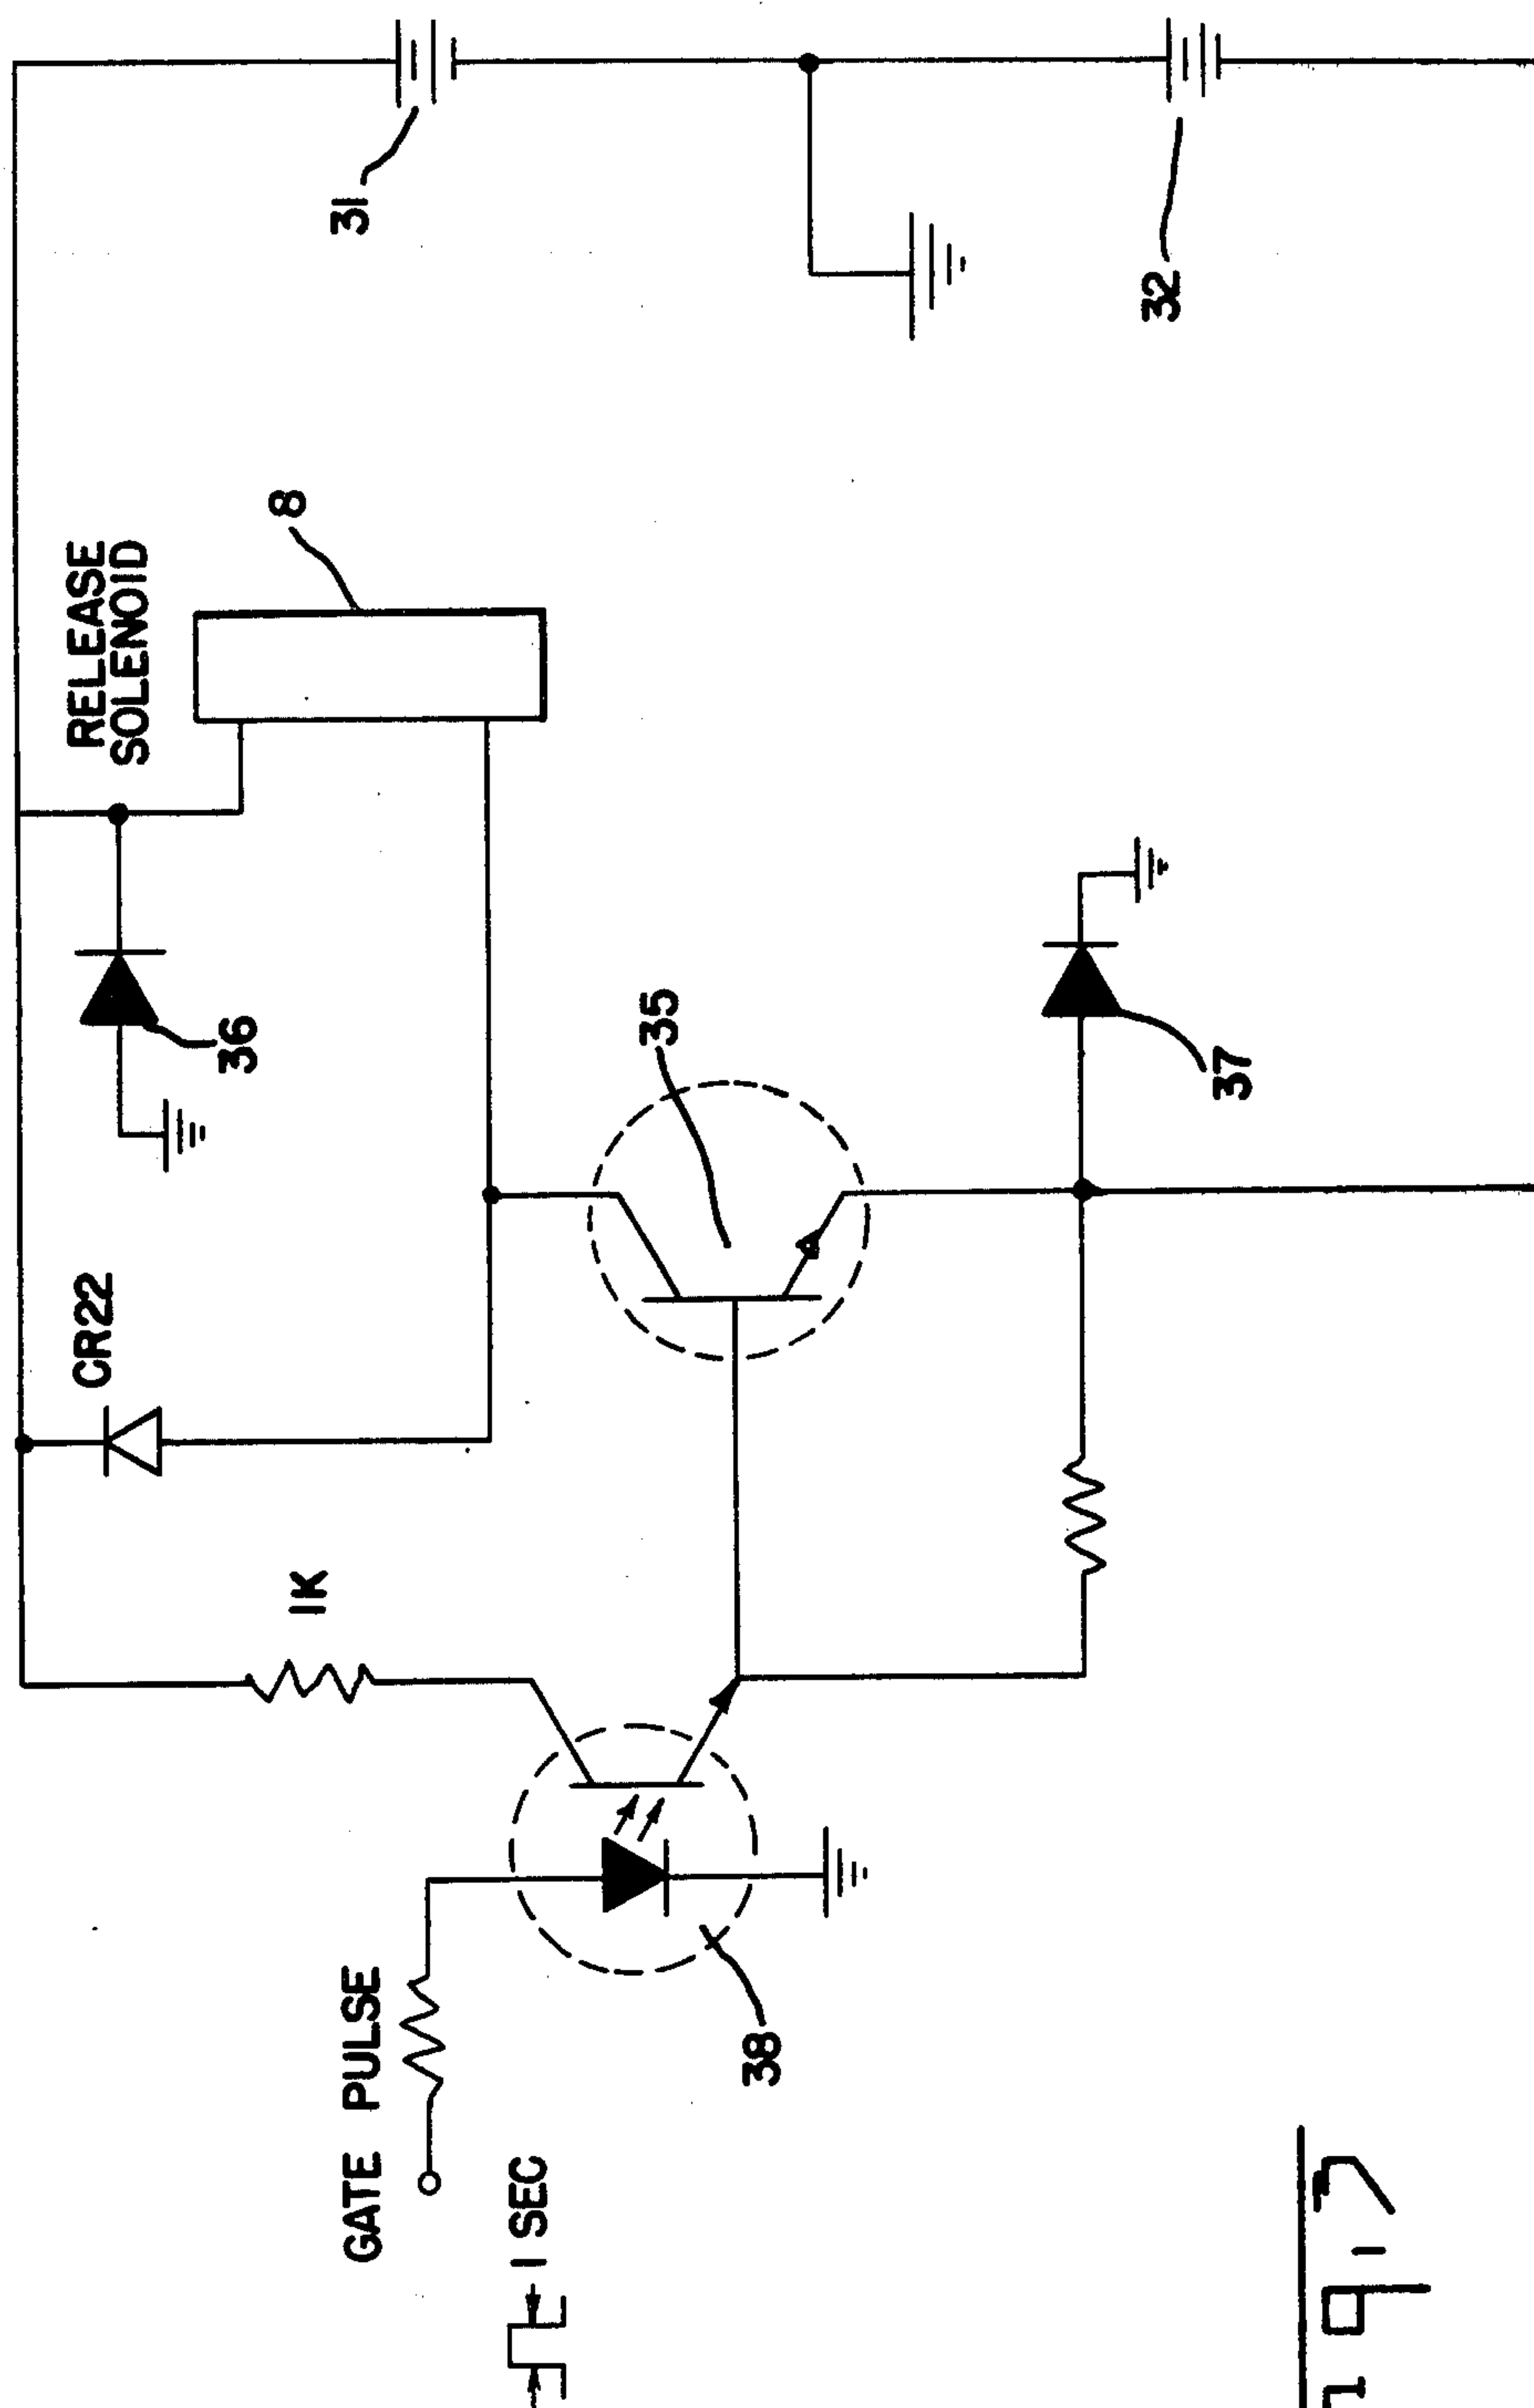 RELEASE
SOLENOID
8
31
32
CR22
36
35
37
1K
GATE PULSE
1 SEC
38